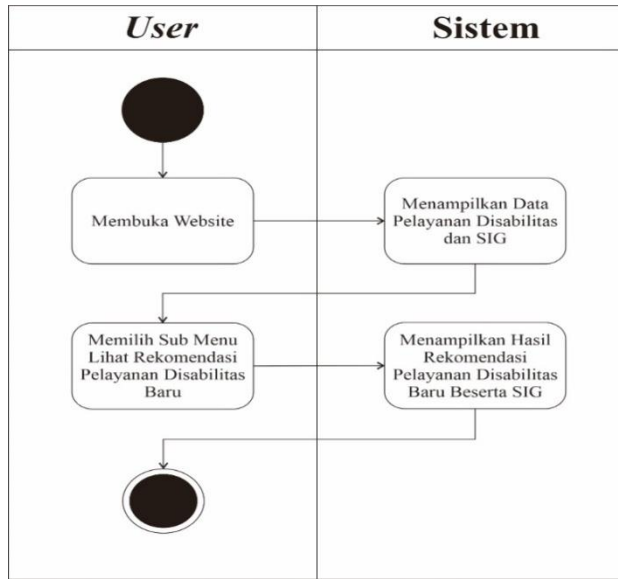 User
Sistem
Membuka Website
Menampilkan Data
Pelayanan Disabilitas
dan SIG
Memilih Sub Menu
Lihat Rekomendasi
Pelayanan Disabilitas
Baru
Menampilkan Hasil
Rekomendasi
Pelayanan Disabilitas
Baru Beserta SIG